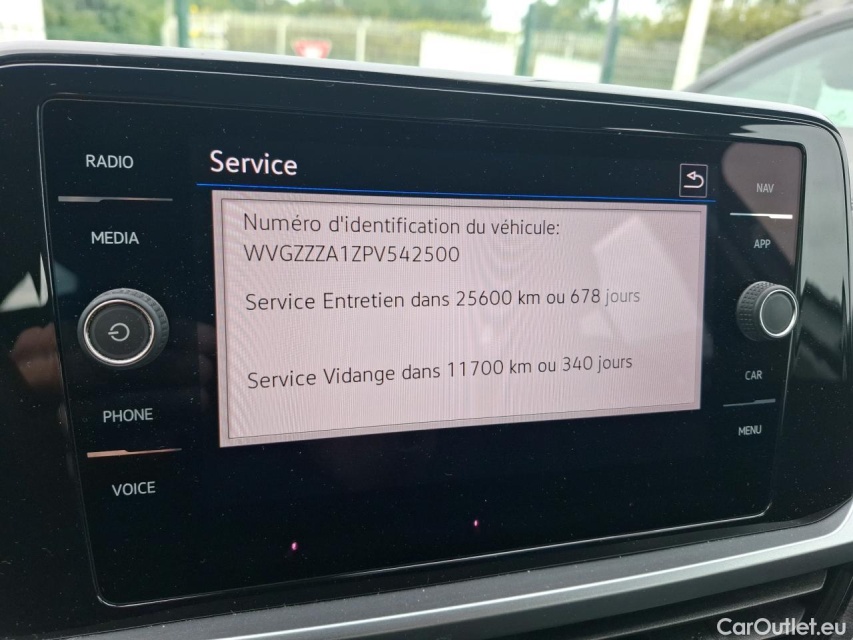 RADIO
MEDIA
PHONE
VOICE
Service
Numéro d'identification du véhicule:
WVGZZZA1ZPV542500
Service Entretien dans 25600 km ou 678 jours
Service Vidange dans 11700 km ou 340 jours
NAV
APP
CAR
MENU
CarOutlet.eu